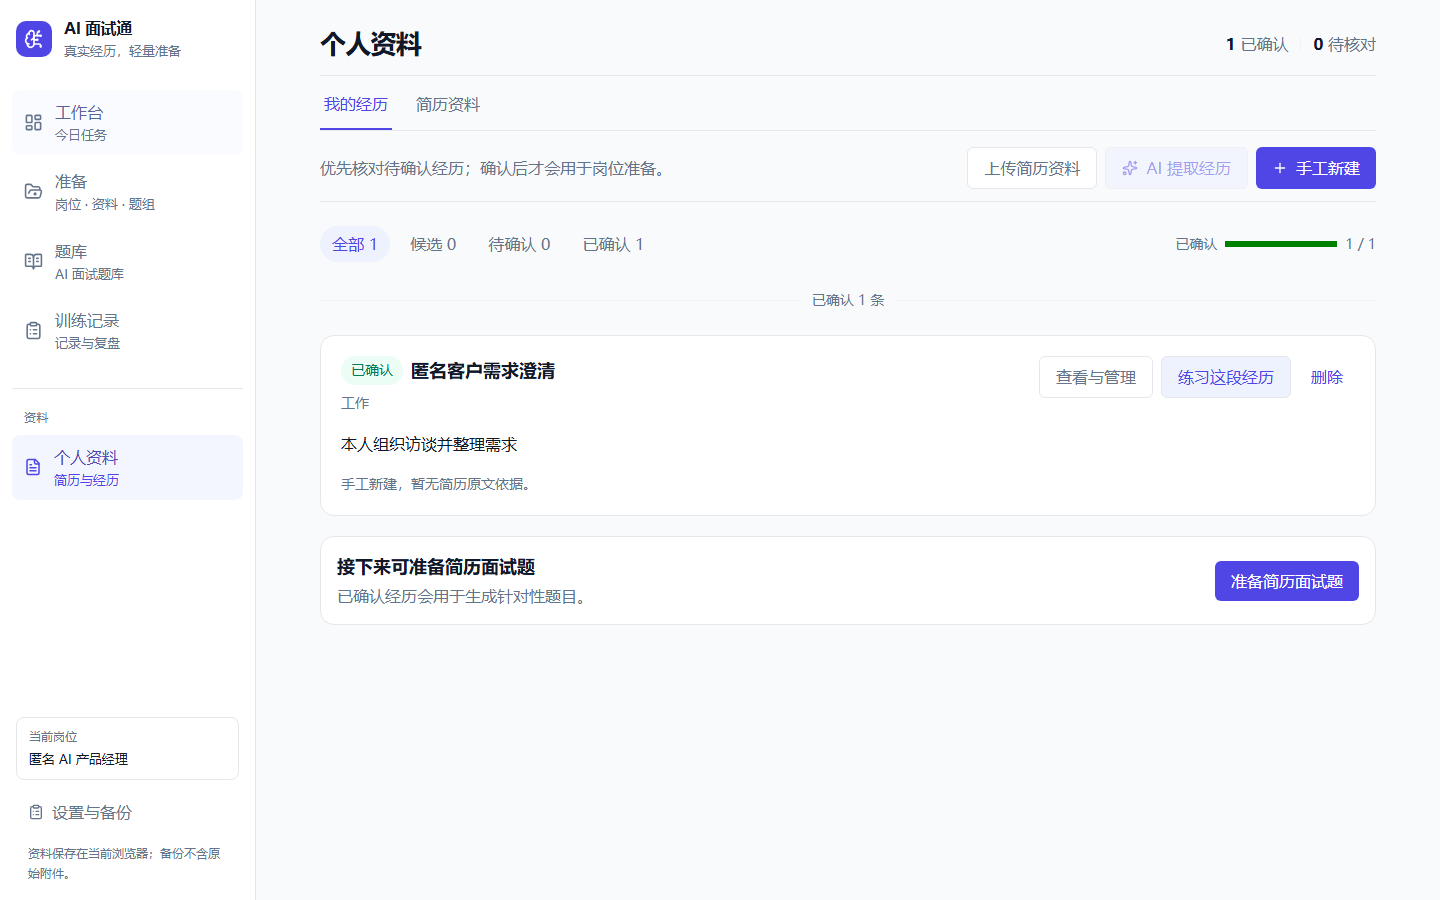 AI 面试通
真实经历，轻量准备
工作台
今日任务
准备
岗位 · 资料 · 题组
题库
AI 面试题库
训练记录
记录与复盘
资料
个人资料
简历与经历
当前岗位
匿名 AI 产品经理
设置与备份
资料保存在当前浏览器；备份不含原
始附件。
个人资料
1 已确认 0 待核对
我的经历 简历资料
优先核对待确认经历；确认后才会用于岗位准备。
上传简历资料 AI 提取经历 + 手工新建
全部 1 候选 0 待确认 0 已确认 1
已确认 1 / 1
已确认 1 条
已确认 匿名客户需求澄清
查看与管理 练习这段经历 删除
工作
本人组织访谈并整理需求
手工新建，暂无简历原文依据。
接下来可准备简历面试题
已确认经历会用于生成针对性题目。
准备简历面试题